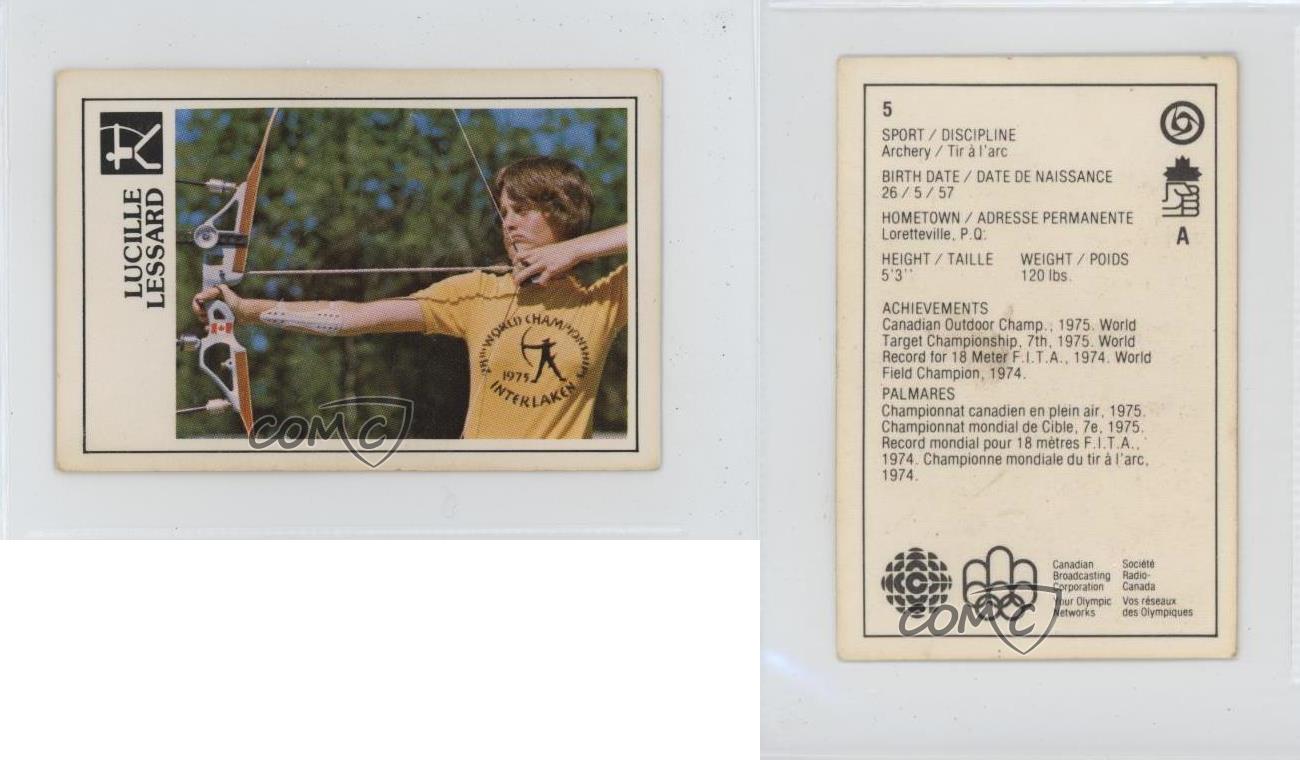 LUCILLE
LESSARD
28TH WORLD CHAMPIONSHIP
1975
INTERLAKEN
COMC
5
SPORT / DISCIPLINE
Archery / Tir à l'arc
BIRTH DATE / DATE DE NAISSANCE
26 / 5 / 57
HOMETOWN / ADRESSE PERMANENTE
Loretteville, P.Q.
HEIGHT / TAILLE WEIGHT / POIDS
5'3'' 120 lbs.
A
ACHIEVEMENTS
Canadian Outdoor Champ., 1975. World
Target Championship, 7th, 1975. World
Record for 18 Meter F.I.T.A., 1974. World
Field Champion, 1974.
PALMARES
Championnat canadien en plein air, 1975.
Championnat mondial de Cible, 7e, 1975.
Record mondial pour 18 mètres F.I.T.A.,
1974. Championne mondiale du tir à l'arc,
1974.
Canadian
Broadcasting
Corporation
Your Olympic
Networks
Société
Radio-
Canada
Vos réseaux
des Olympiques
COMC